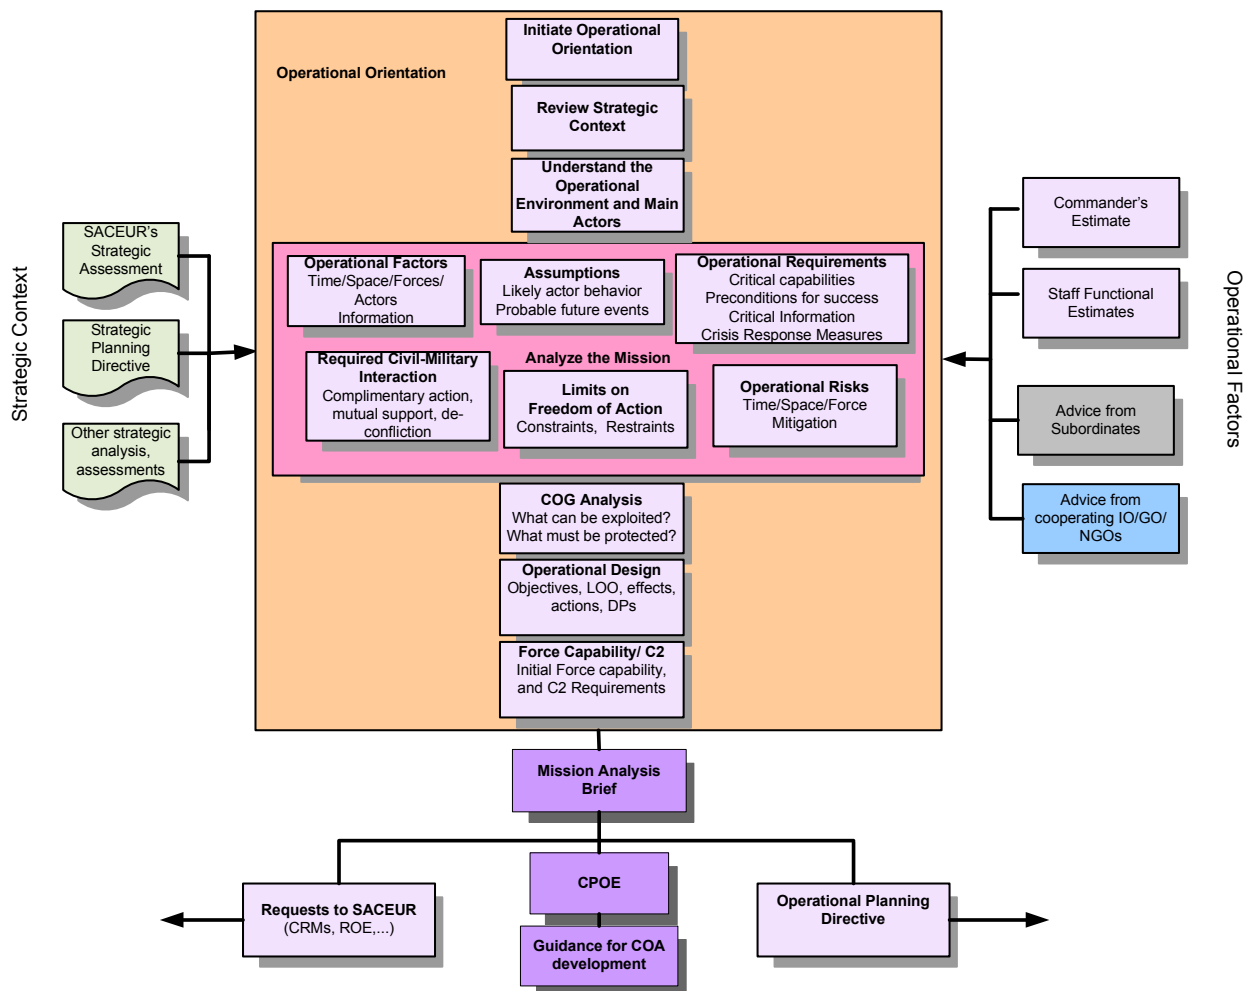 Initiate Operational
Orientation
Operational Orientation
Review Strategic
Context
Understand the
Operational
Environment and Main
Actors
Strategic Context
SACEUR's
Strategic
Assessment
Strategic
Planning
Directive
Other strategic
analysis,
assessments
Operational Factors
Time/Space/Forces/
Actors
Information
Assumptions
Likely actor behavior
Probable future events
Operational Requirements
Critical capabilities
Preconditions for success
Critical Information
Crisis Response Measures
Analyze the Mission
Required Civil-Military
Interaction
Complimentary action,
mutual support, de-
confliction
Limits on
Freedom of Action
Constraints,  Restraints
Operational Risks
Time/Space/Force
Mitigation
Commander's
Estimate
Staff Functional
Estimates
Advice from
Subordinates
Advice from
cooperating IO/GO/
NGOs
Operational Factors
COG Analysis
What can be exploited?
What must be protected?
Operational Design
Objectives, LOO, effects,
actions, DPs
Force Capability/ C2
Initial Force capability,
and C2 Requirements
Mission Analysis
Brief
CPOE
Requests to SACEUR
(CRMs, ROE,...)
Operational Planning
Directive
Guidance for COA
development